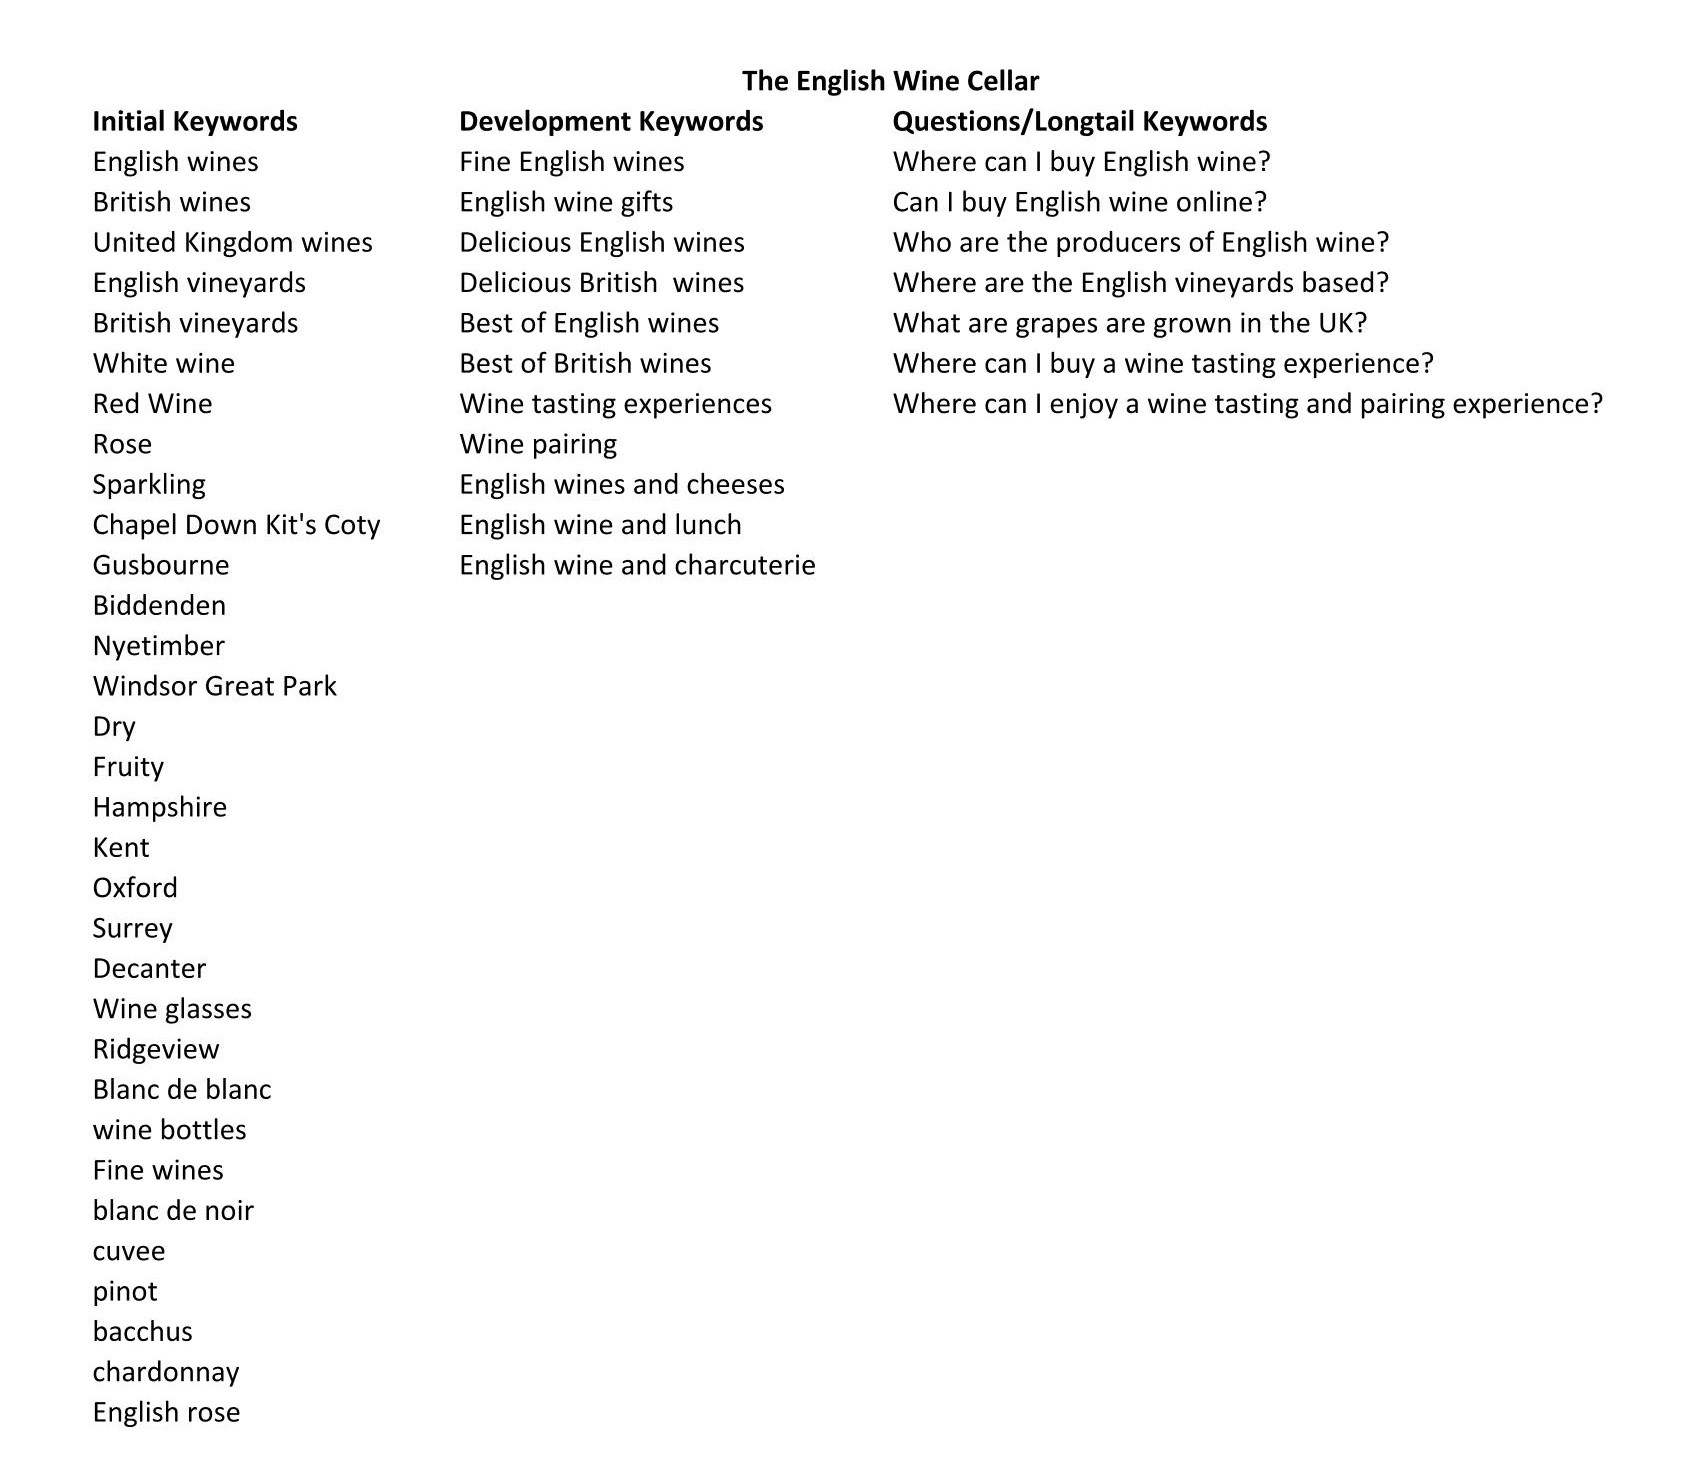 The English Wine Cellar
Initial Keywords Development Keywords Questions/Longtail Keywords
English wines Fine English wines Where can I buy English wine?
British wines English wine gifts Can I buy English wine online?
United Kingdom wines Delicious English wines Who are the producers of English wine?
English vineyards Delicious British  wines Where are the English vineyards based?
British vineyards Best of English wines What are grapes are grown in the UK?
White wine Best of British wines Where can I buy a wine tasting experience?
Red Wine Wine tasting experiences Where can I enjoy a wine tasting and pairing experience?
Rose Wine pairing
Sparkling English wines and cheeses
Chapel Down Kit's Coty English wine and lunch
Gusbourne English wine and charcuterie
Biddenden
Nyetimber
Windsor Great Park
Dry
Fruity
Hampshire
Kent
Oxford
Surrey
Decanter
Wine glasses
Ridgeview
Blanc de blanc
wine bottles
Fine wines
blanc de noir
cuvee
pinot
bacchus
chardonnay
English rose